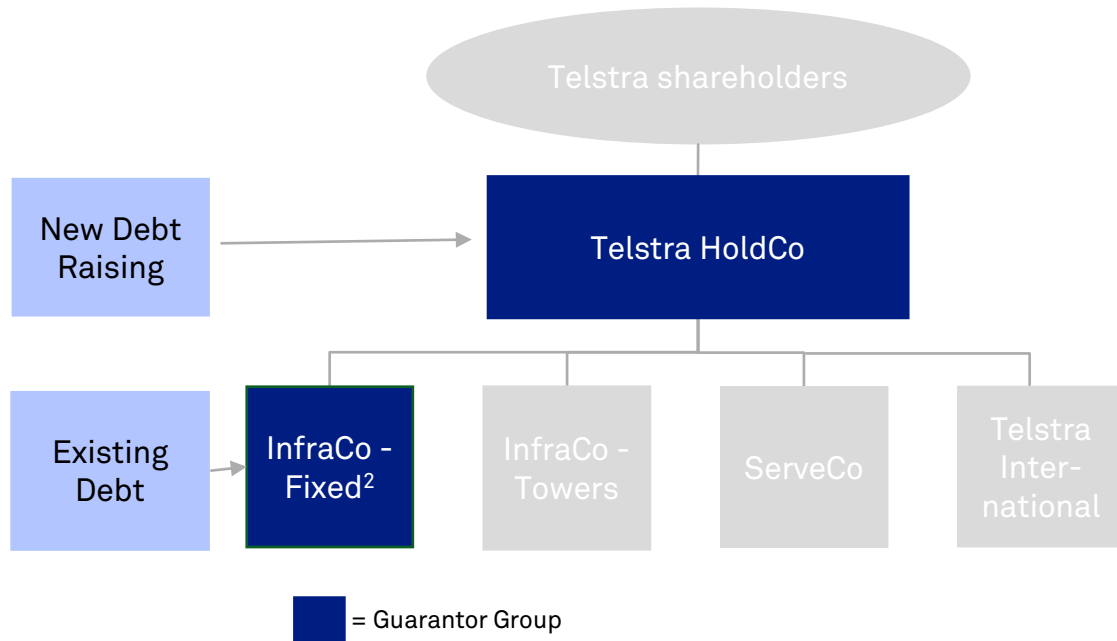 Telstra shareholders
New Debt
Raising
Telstra HoldCo
Existing
Debt
InfraCo -
Fixed²
InfraCo -
Towers
ServeCo
Telstra
Inter-
national
= Guarantor Group